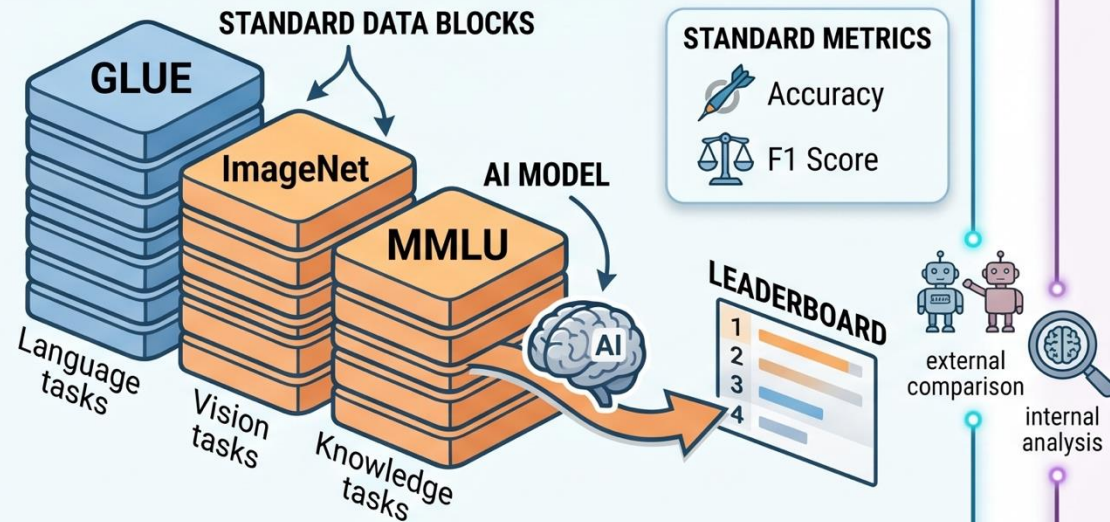 STANDARD DATA BLOCKS
GLUE
ImageNet
MMLU
Language
tasks
Vision
tasks
Knowledge
tasks
AI MODEL
AI
STANDARD METRICS
Accuracy
F1 Score
LEADERBOARD
1
2
3
4
external
comparison
internal
analysis